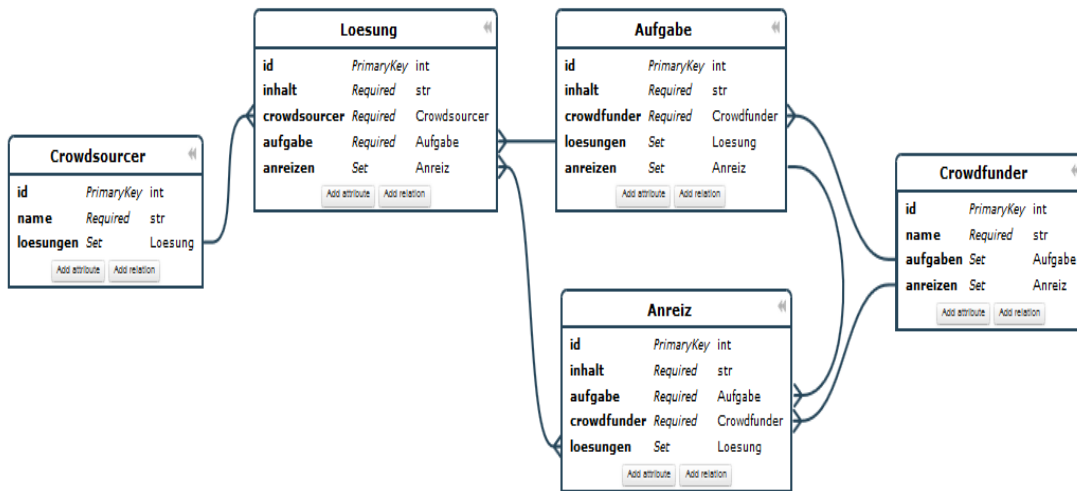 Loesung
id PrimaryKey int
inhalt Required str
crowdsourcer Required Crowdsourcer
aufgabe Required Aufgabe
anreizen Set Anreiz
Add attribute Add relation
Aufgabe
id PrimaryKey int
inhalt Required str
crowdfunder Required Crowdfunder
loesungen Set Loesung
anreizen Set Anreiz
Add attribute Add relation
Crowdsourcer
id PrimaryKey int
name Required str
loesungen Set Loesung
Add attribute Add relation
Crowdfunder
id PrimaryKey int
name Required str
aufgaben Set Aufgabe
anreizen Set Anreiz
Add attribute Add relation
Anreiz
id PrimaryKey int
inhalt Required str
aufgabe Required Aufgabe
crowdfunder Required Crowdfunder
loesungen Set Loesung
Add attribute Add relation